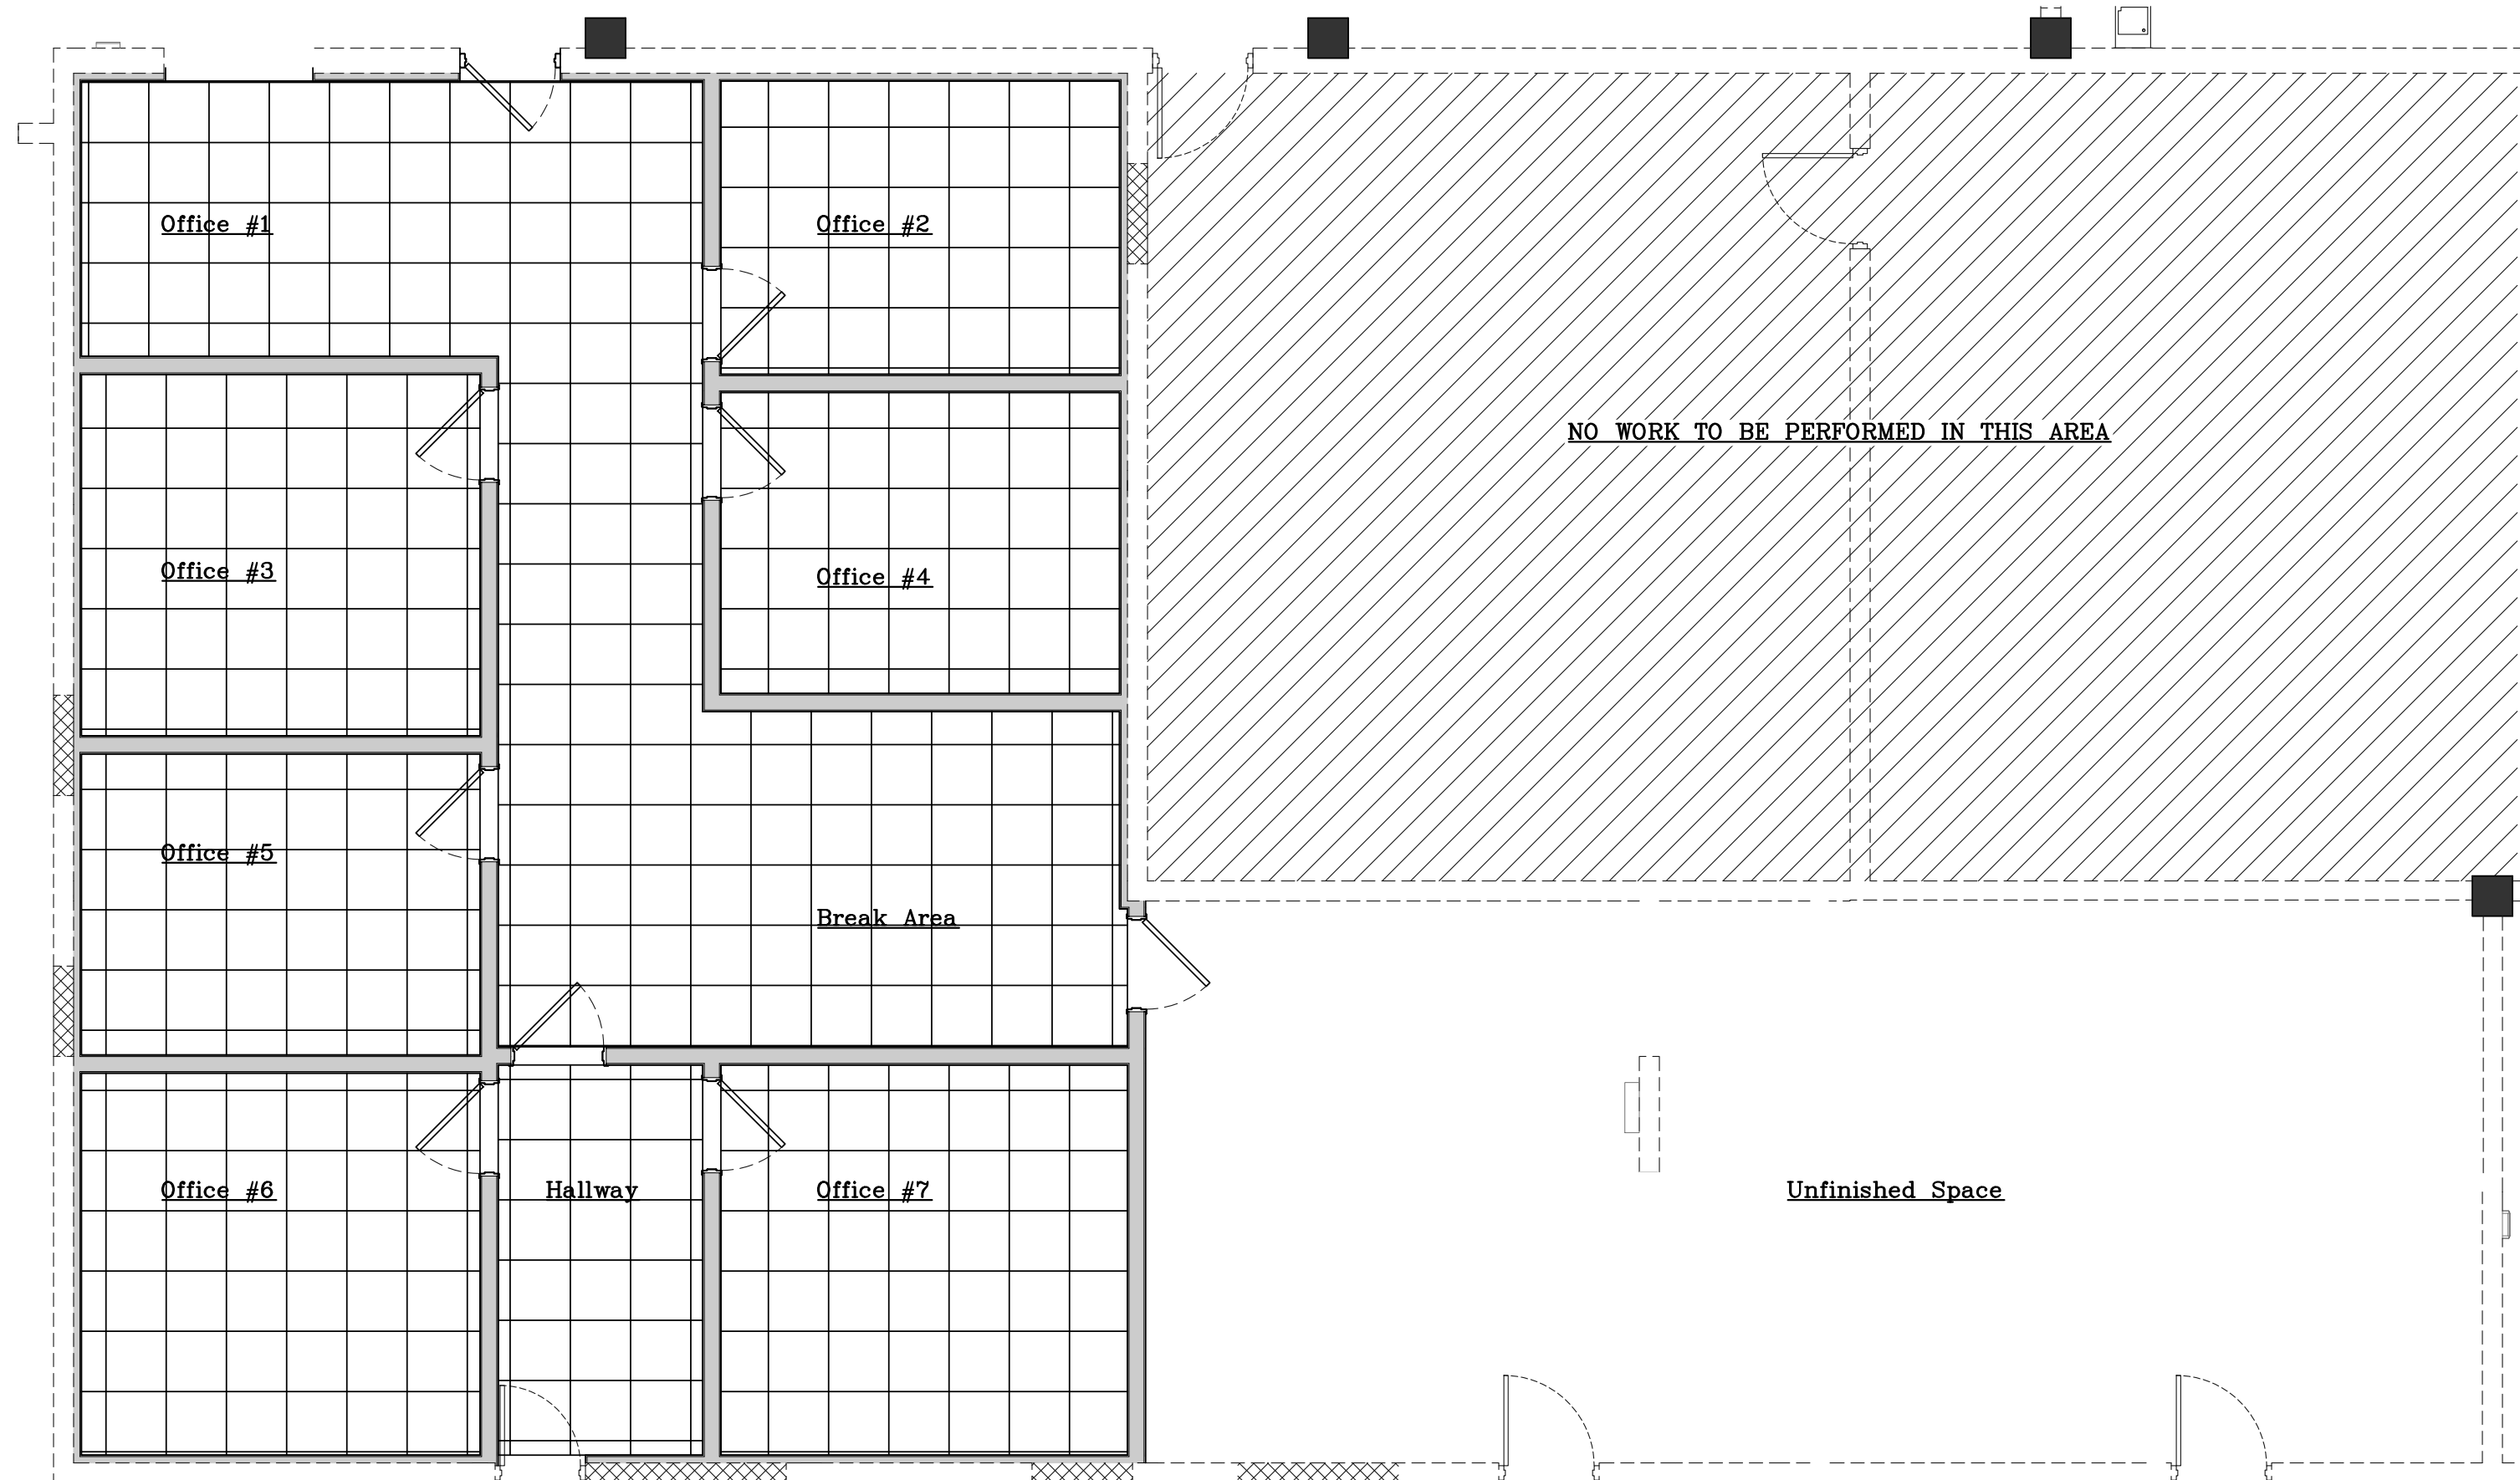 Office #1
Office #2
NO WORK TO BE PERFORMED IN THIS AREA
Office #3
Office #4
Office #5
Break Area
Office #6
Hallway
Office #7
Unfinished Space